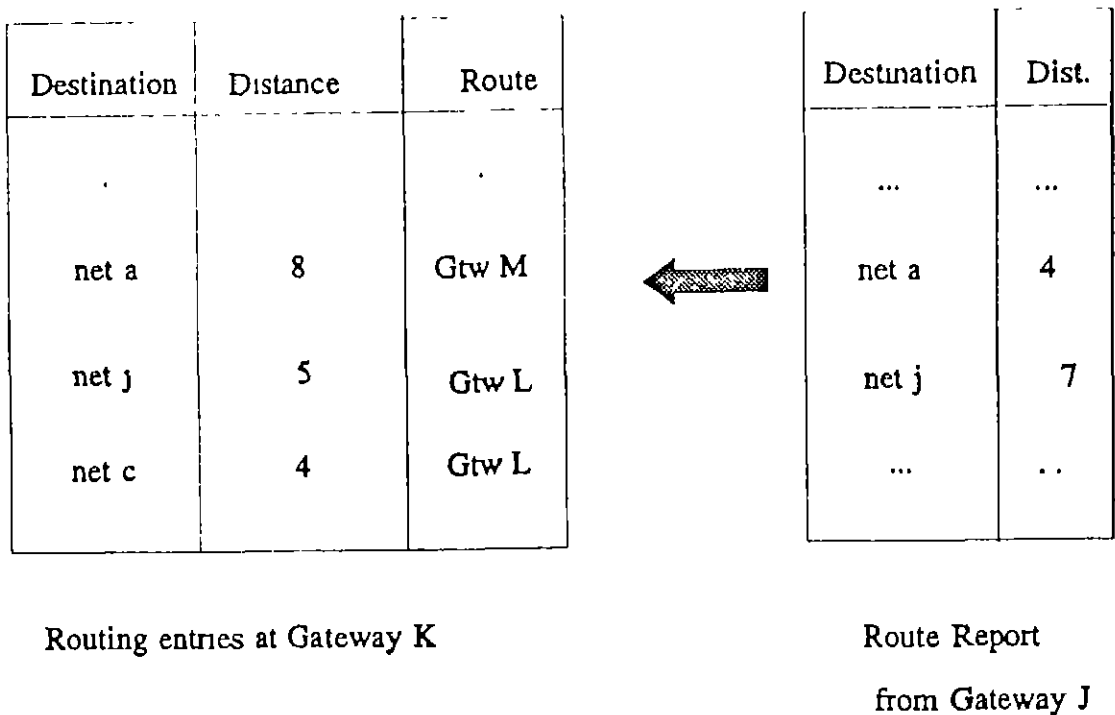 Destination Distance Route
. .
net a 8 Gtw M
net j 5 Gtw L
net c 4 Gtw L
Routing entries at Gateway K
Destination Dist.
... ...
net a 4
net j 7
... . .
Route Report
from Gateway J